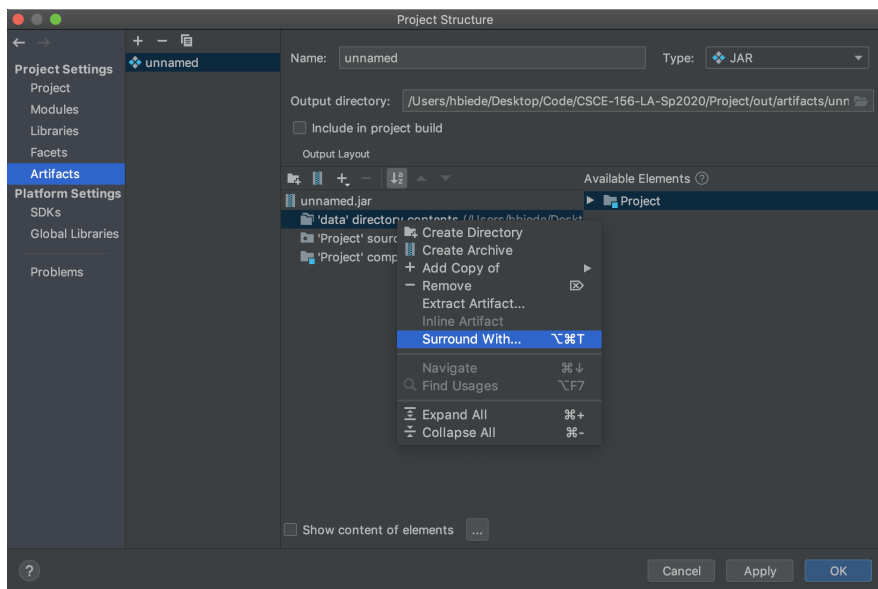 Project Structure
Project Settings
Project
Modules
Libraries
Facets
Artifacts
Platform Settings
SDKs
Global Libraries
Problems
unnamed
Name: unnamed
Type: JAR
Output directory: /Users/hbiede/Desktop/Code/CSCE-156-LA-Sp2020/Project/out/artifacts/unn
Include in project build
Output Layout
Available Elements ?
unnamed.jar
'data' directory contents (/Users/hbiede/Deskt
'Project' sourc
'Project' comp
Project
Create Directory
Create Archive
Add Copy of
Remove ⌦
Extract Artifact...
Inline Artifact
Surround With... ⌥⌘T
Navigate ⌘↓
Find Usages ⌥F7
Expand All ⌘+
Collapse All ⌘-
Show content of elements ...
? Cancel Apply OK